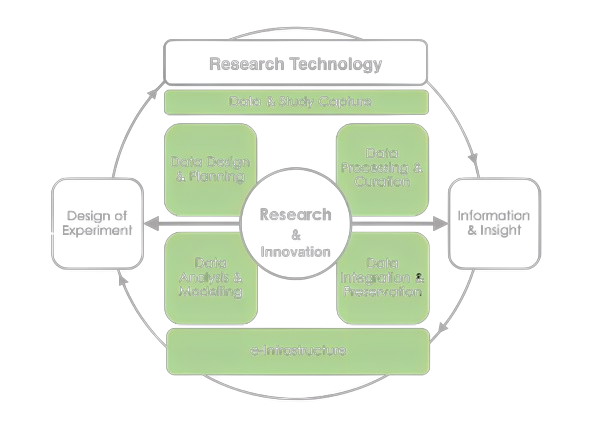 Research Technology
Data & Study Capture
Data Design
& Planning
Data
Processing &
Curation
Design of
Experiment
Research
&
Innovation
Information
& Insight
Data
Analysis &
Modelling
Data
Integration &
Preservation
e-Infrastructure